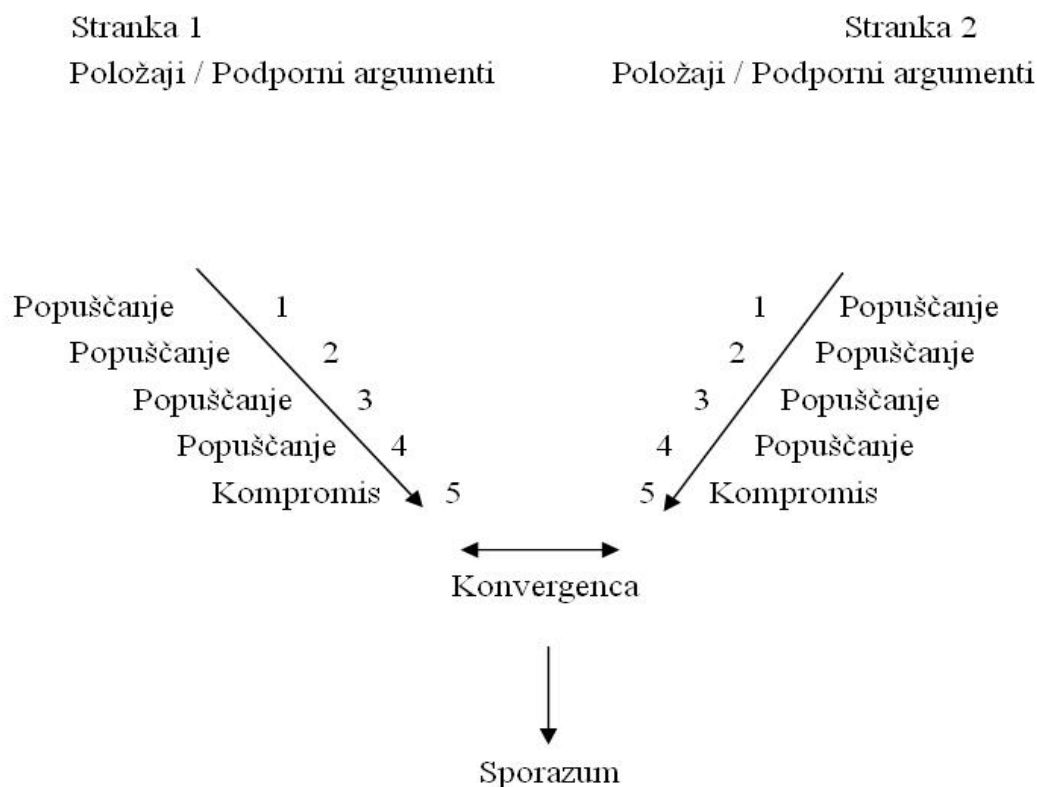 Stranka 1 Stranka 2
Položaji / Podporni argumenti Položaji / Podporni argumenti
Popuščanje 1 1 Popuščanje
Popuščanje 2 2 Popuščanje
Popuščanje 3 3 Popuščanje
Popuščanje 4 4 Popuščanje
Kompromis 5 5 Kompromis
Konvergenca
Sporazum